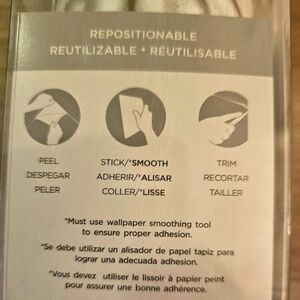 REPOSITIONABLE
REUTILIZABLE * RÉUTILISABLE
PEEL
DESPEGAR
PELER
STICK/*SMOOTH
ADHERIR/*ALISAR
COLLER/*LISSE
TRIM
RECORTAR
TAILLER
*Must use wallpaper smoothing tool
to ensure proper adhesion.
*Se debe utilizar un alisador de papel tapiz para
lograr una adecuada adhesion.
*Vous devez utiliser le lissoir à papier peint
pour assurer une bonne adhérence.